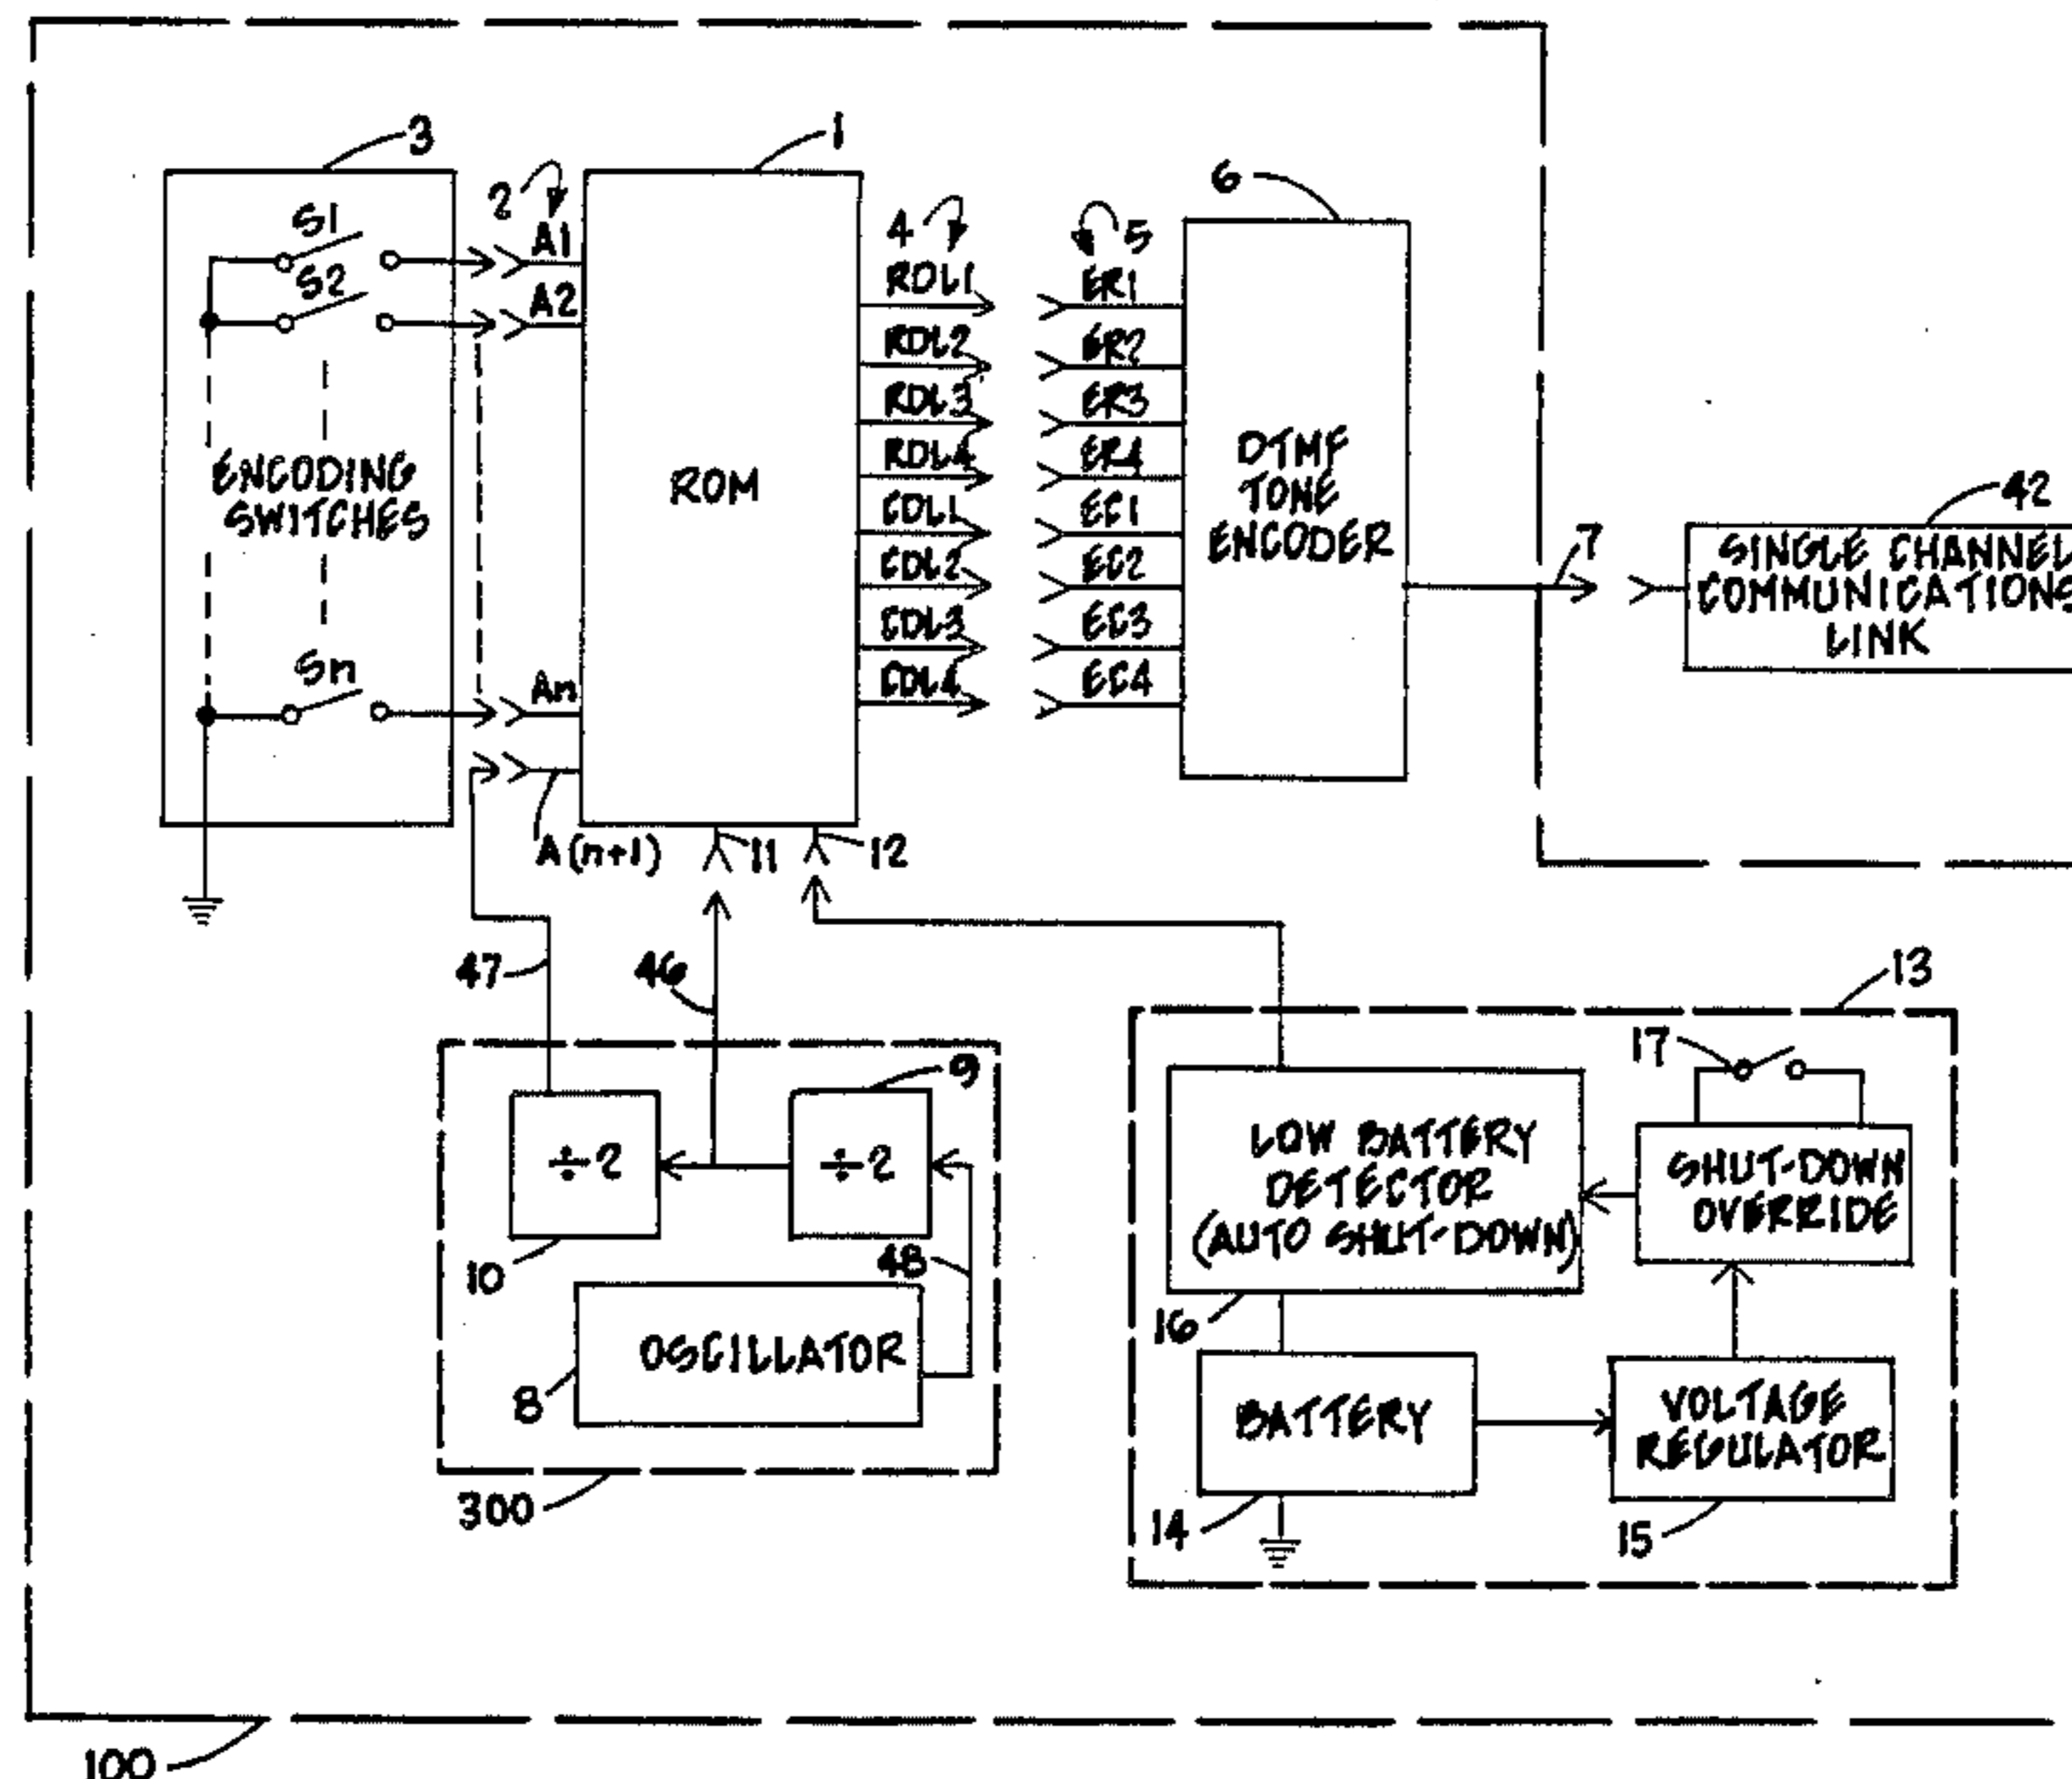 3
1
2
S1
A1
S2
A2
ENCODING
SWITCHES
Sn
An
A(n+1)
ROM
4
5
6
RDL1
ER1
RDL2
ER2
RDL3
ER3
RDL4
ER4
CDL1
EC1
CDL2
EC2
CDL3
EC3
CDL4
EC4
DTMF
TONE
ENCODER
7
42
SINGLE CHANNEL
COMMUNICATIONS
LINK
11
12
47
46
9
÷2
÷2
10
48
OSCILLATOR
8
300
13
17
LOW BATTERY
DETECTOR
(AUTO SHUT-DOWN)
SHUT-DOWN
OVERRIDE
16
BATTERY
VOLTAGE
REGULATOR
14
15
100